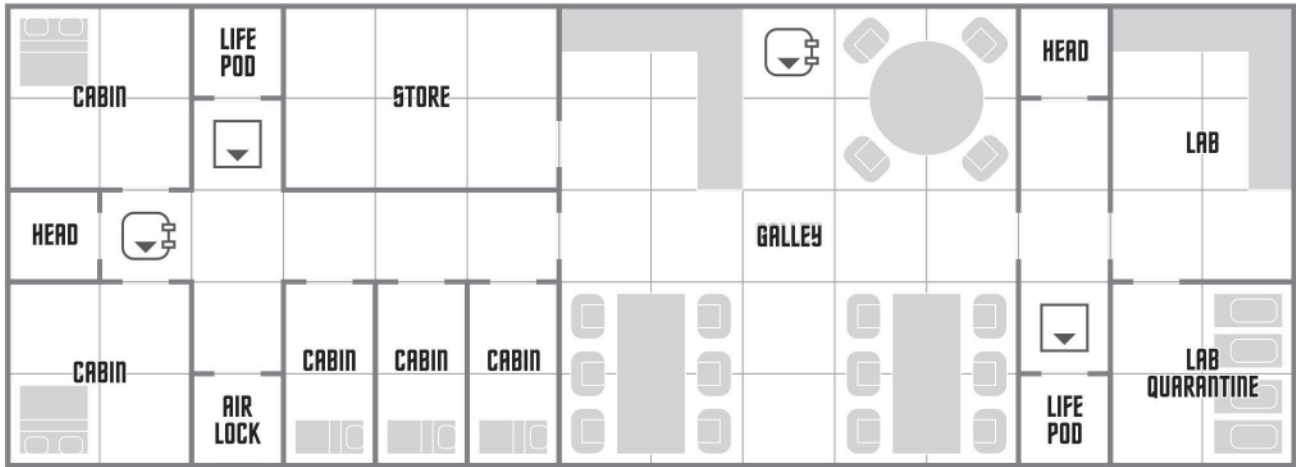 LIFE
POD
HEAD
CABIN
STORE
LAB
HEAD
GALLEY
CABIN
CABIN
CABIN
CABIN
LAB
QUARANTINE
AIR
LOCK
LIFE
POD